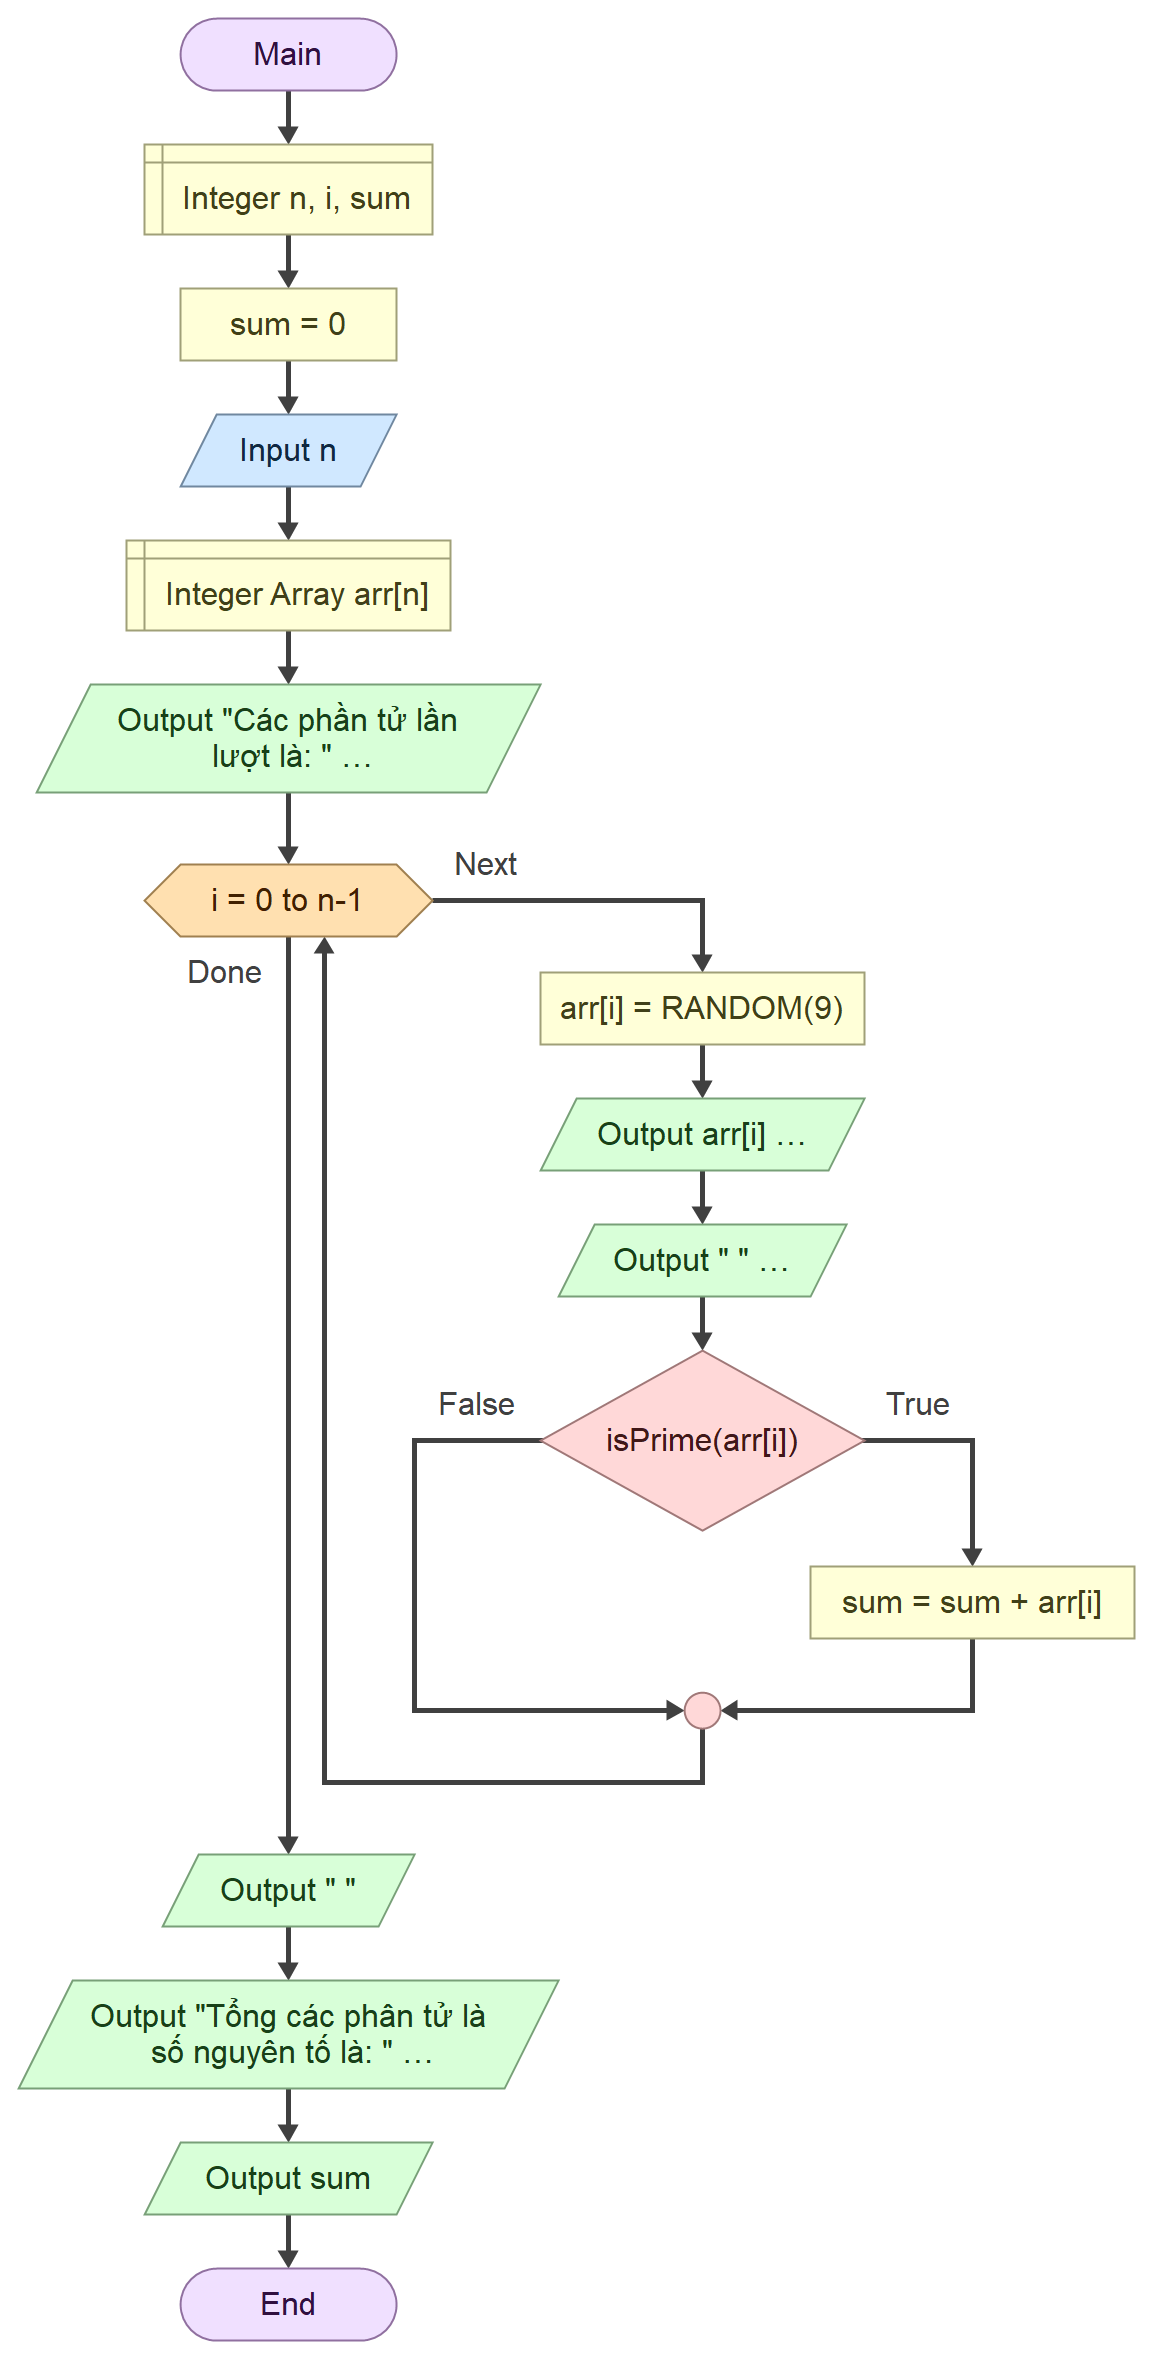 Main
Integer n, i, sum
sum = 0
Input n
Integer Array arr[n]
Output "Các phần tử lần
lượt là: " …
i = 0 to n-1
Next
Done
arr[i] = RANDOM(9)
Output arr[i] …
Output " " …
False
True
isPrime(arr[i])
sum = sum + arr[i]
Output " "
Output "Tổng các phân tử là
số nguyên tố là: " …
Output sum
End